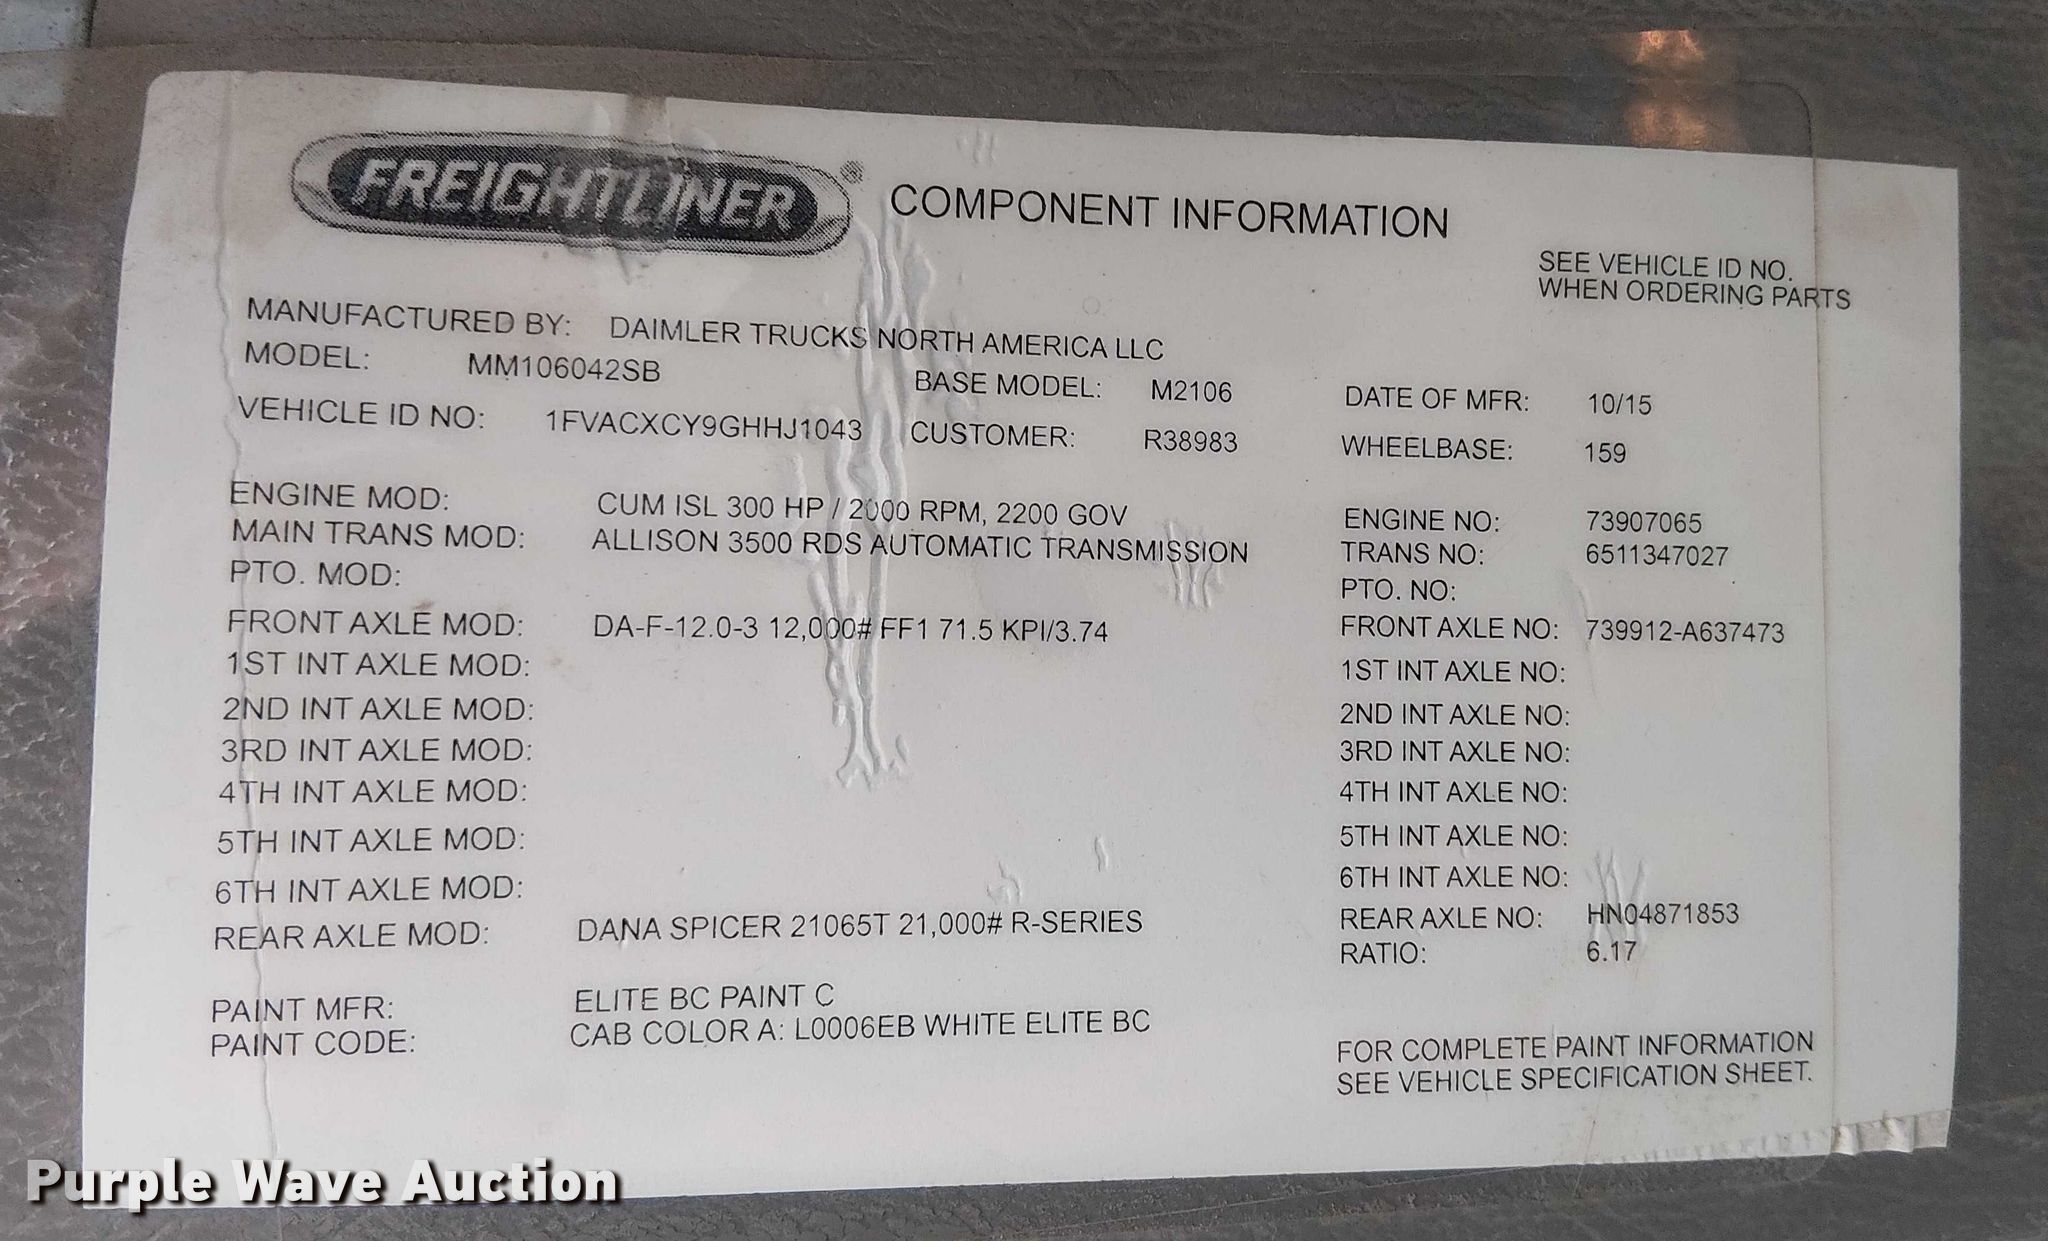 FREIGHTLINER® COMPONENT INFORMATION
SEE VEHICLE ID NO.
WHEN ORDERING PARTS
MANUFACTURED BY: DAIMLER TRUCKS NORTH AMERICA LLC
MODEL: MM106042SB BASE MODEL: M2106 DATE OF MFR: 10/15
VEHICLE ID NO: 1FVACXCY9GHHJ1043 CUSTOMER: R38983 WHEELBASE: 159
ENGINE MOD: CUM ISL 300 HP / 2000 RPM, 2200 GOV ENGINE NO: 73907065
MAIN TRANS MOD: ALLISON 3500 RDS AUTOMATIC TRANSMISSION TRANS NO: 6511347027
PTO. MOD: PTO. NO:
FRONT AXLE MOD: DA-F-12.0-3 12,000# FF1 71.5 KPI/3.74 FRONT AXLE NO: 739912-A637473
1ST INT AXLE MOD: 1ST INT AXLE NO:
2ND INT AXLE MOD: 2ND INT AXLE NO:
3RD INT AXLE MOD: 3RD INT AXLE NO:
4TH INT AXLE MOD: 4TH INT AXLE NO:
5TH INT AXLE MOD: 5TH INT AXLE NO:
6TH INT AXLE MOD: 6TH INT AXLE NO:
REAR AXLE MOD: DANA SPICER 21065T 21,000# R-SERIES REAR AXLE NO: HN04871853
RATIO: 6.17
PAINT MFR: ELITE BC PAINT C
PAINT CODE: CAB COLOR A: L0006EB WHITE ELITE BC
FOR COMPLETE PAINT INFORMATION
SEE VEHICLE SPECIFICATION SHEET.
Purple Wave Auction